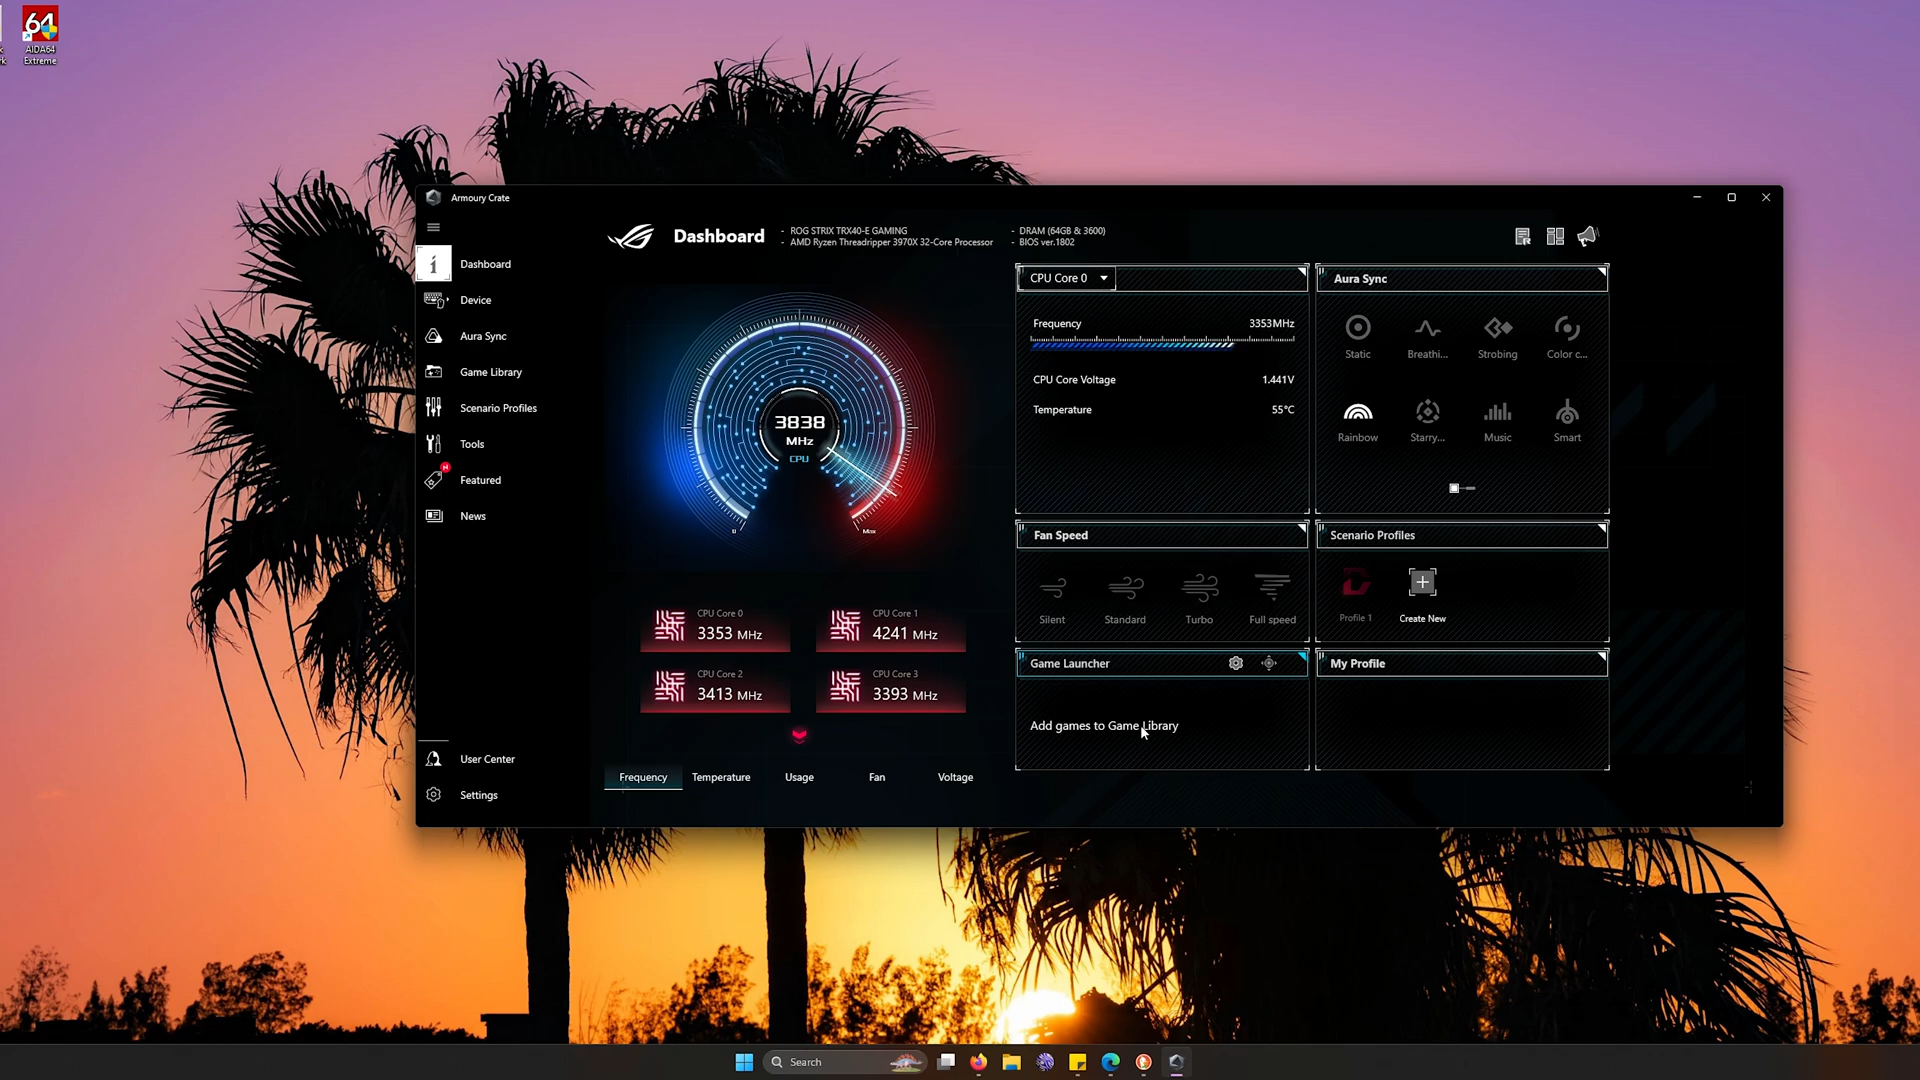 64
AIDA64
Extreme
Armoury Crate
Dashboard
Device
Aura Sync
Game Library
Scenario Profiles
Tools
Featured
News
User Center
Settings
Dashboard
- ROG STRIX TRX40-E GAMING
- AMD Ryzen Threadripper 3970X 32-Core Processor
- DRAM (64GB & 3600)
- BIOS ver.1802
3838
MHz
CPU
0
Max
CPU Core 0
3353 MHz
CPU Core 1
4241 MHz
CPU Core 2
3413 MHz
CPU Core 3
3393 MHz
Frequency
Temperature
Usage
Fan
Voltage
CPU Core 0
Frequency 3353MHz
CPU Core Voltage 1.441V
Temperature 55°C
Aura Sync
Static
Breathi...
Strobing
Color c...
Rainbow
Starry...
Music
Smart
Fan Speed
Silent
Standard
Turbo
Full speed
Scenario Profiles
Profile 1
Create New
Game Launcher
Add games to Game Library
My Profile
Search